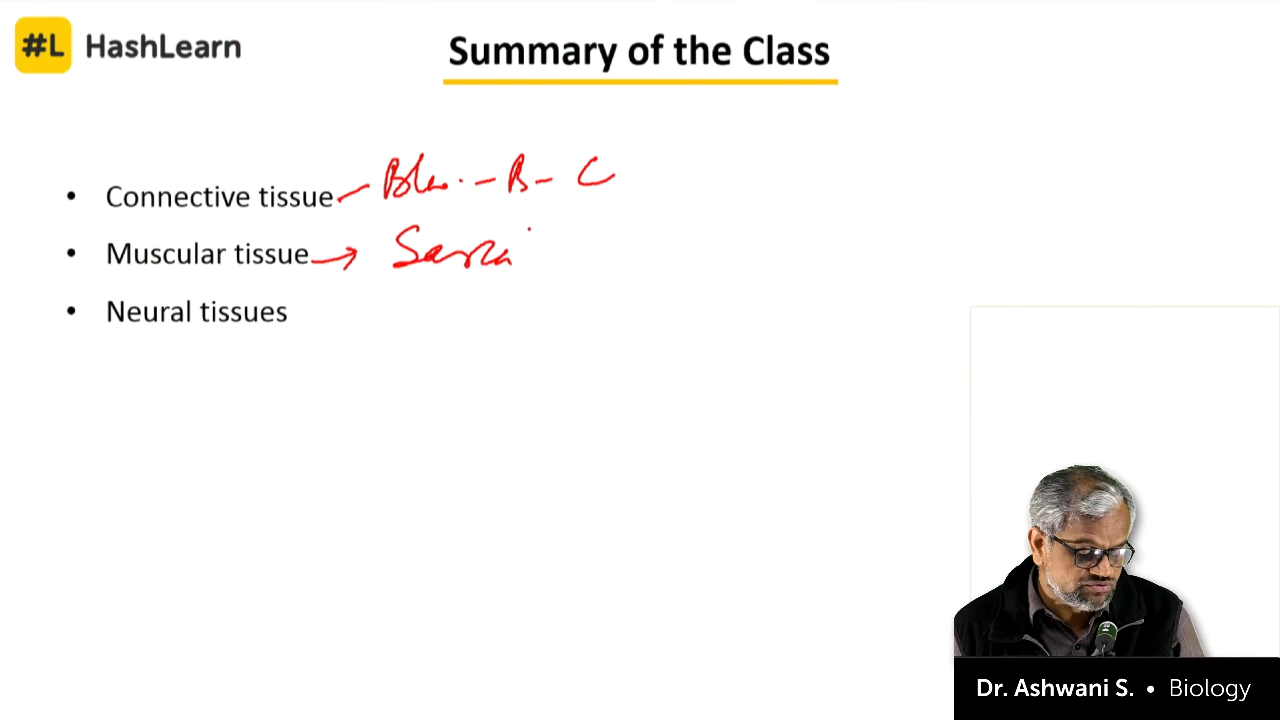 #L HashLearn
Summary of the Class
• Connective tissue - B - C
• Muscular tissue →
• Neural tissues
Dr. Ashwani S. • Biology